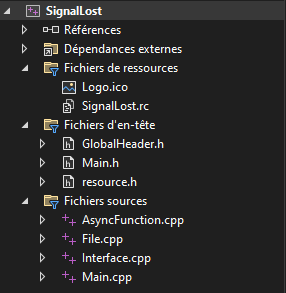 SignalLost
Références
Dépendances externes
Fichiers de ressources
Logo.ico
SignalLost.rc
Fichiers d'en-tête
GlobalHeader.h
Main.h
resource.h
Fichiers sources
AsyncFunction.cpp
File.cpp
Interface.cpp
Main.cpp